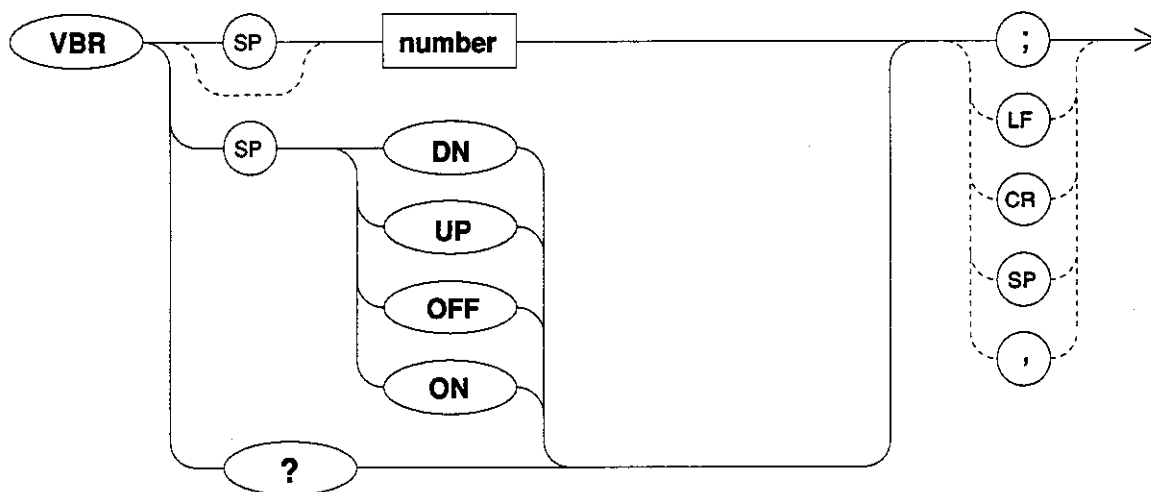 VBR SP number ;
LF
SP DN
CR
UP
SP
OFF
,
ON
?